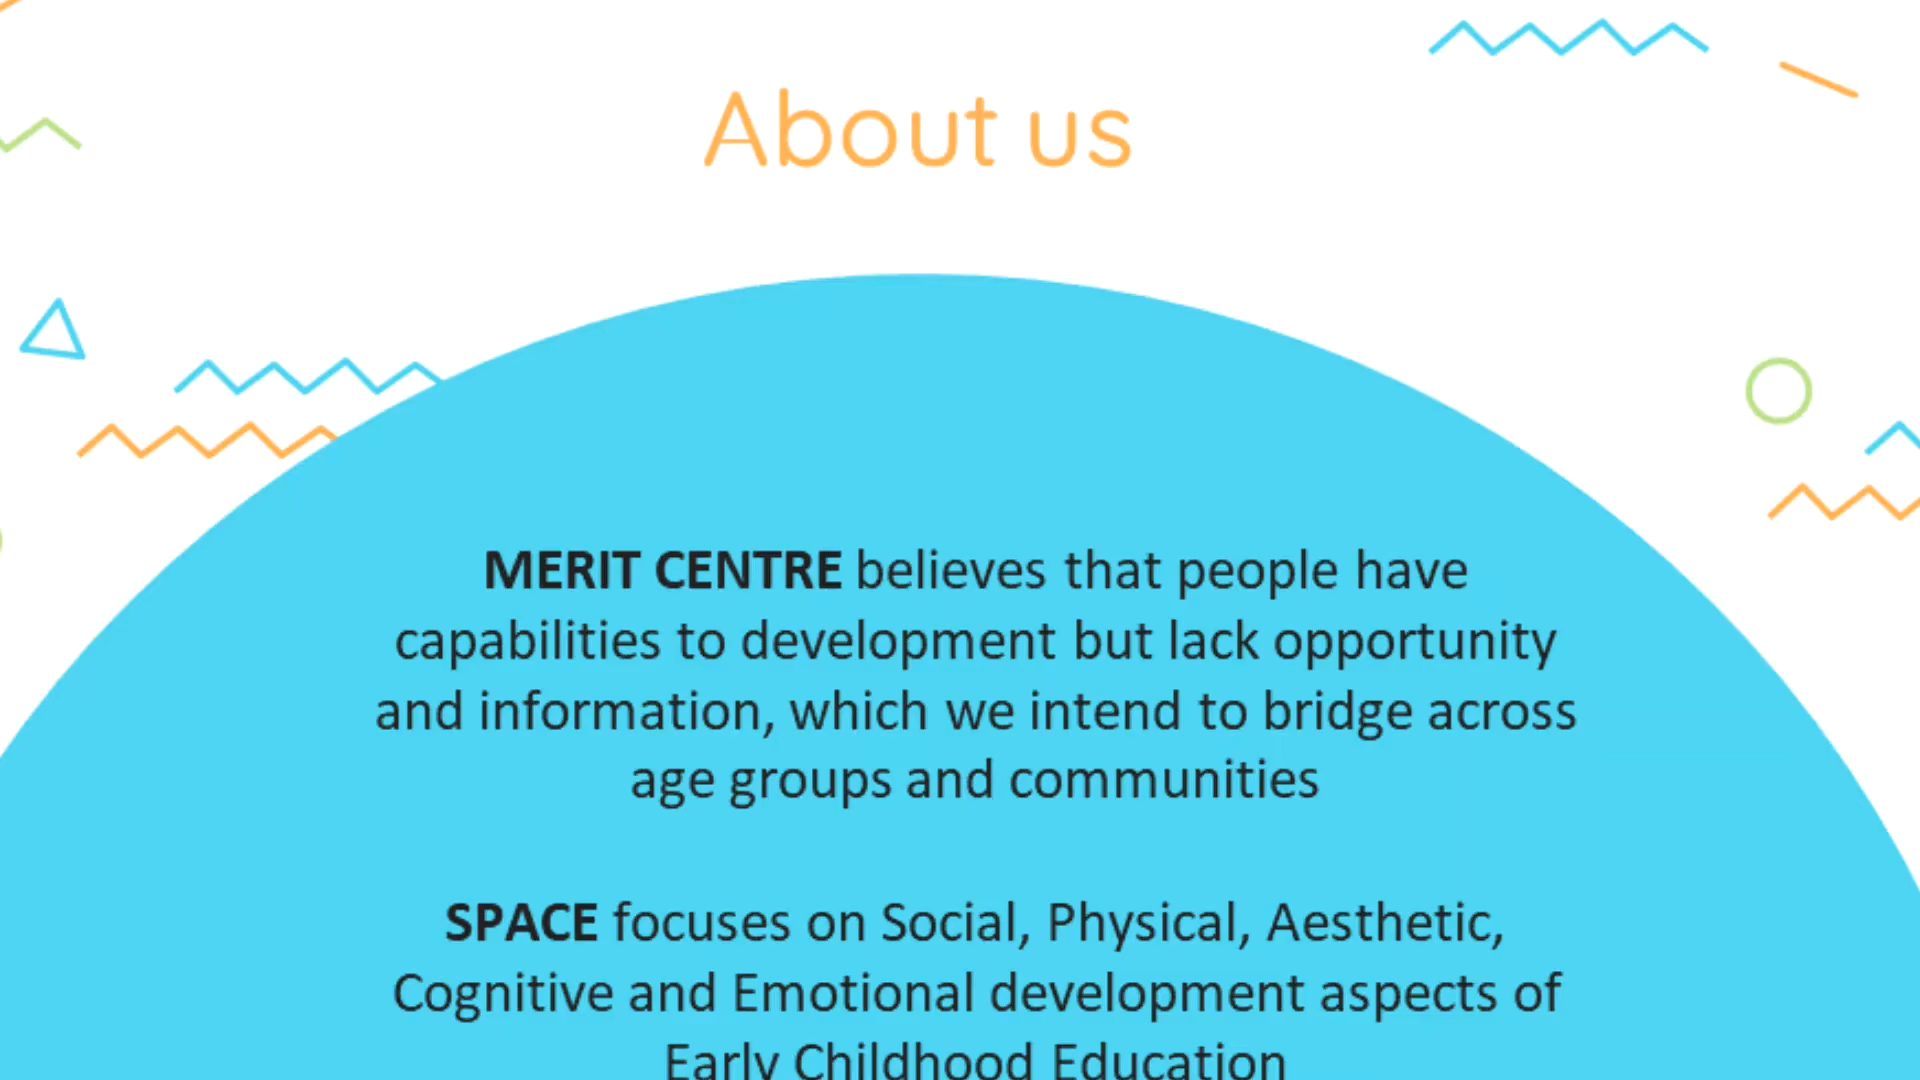 About us
MERIT CENTRE believes that people have
capabilities to development but lack opportunity
and information, which we intend to bridge across
age groups and communities
SPACE focuses on Social, Physical, Aesthetic,
Cognitive and Emotional development aspects of
Early Childhood Education